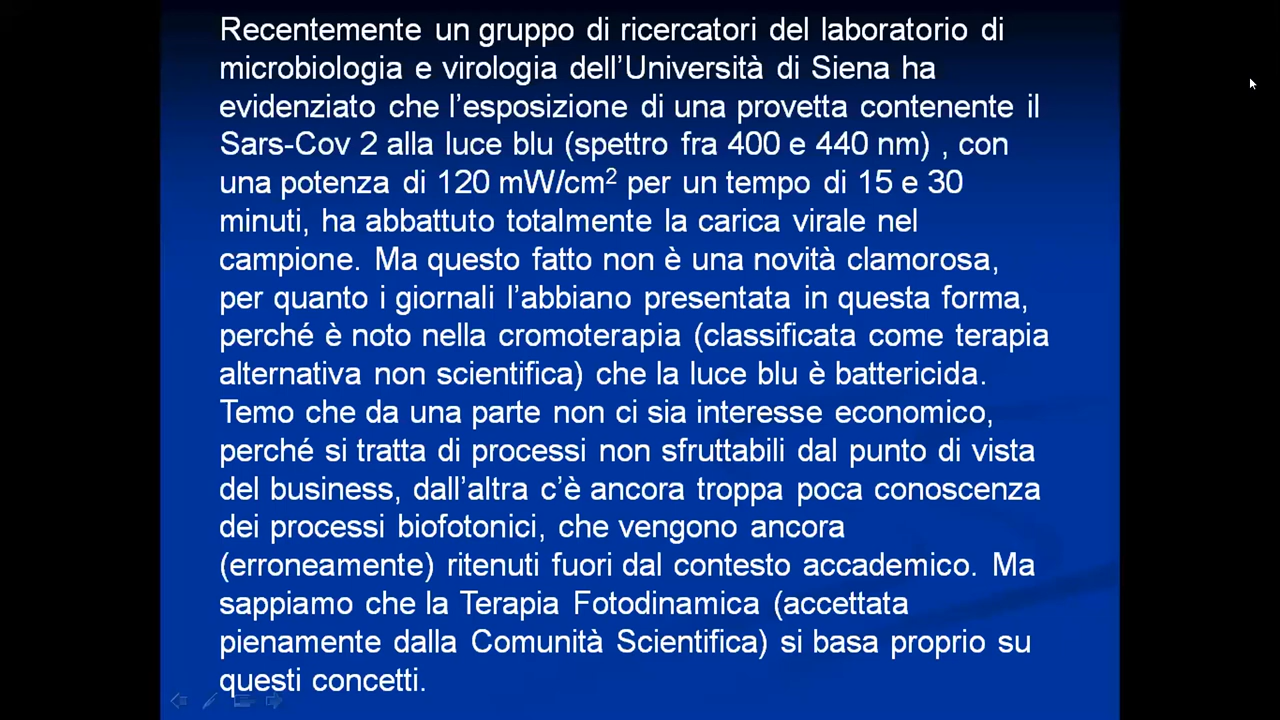 Recentemente un gruppo di ricercatori del laboratorio di
microbiologia e virologia dell’Università di Siena ha
evidenziato che l’esposizione di una provetta contenente il
Sars-Cov 2 alla luce blu (spettro fra 400 e 440 nm) , con
una potenza di 120 mW/cm² per un tempo di 15 e 30
minuti, ha abbattuto totalmente la carica virale nel
campione. Ma questo fatto non è una novità clamorosa,
per quanto i giornali l’abbiano presentata in questa forma,
perché è noto nella cromoterapia (classificata come terapia
alternativa non scientifica) che la luce blu è battericida.
Temo che da una parte non ci sia interesse economico,
perché si tratta di processi non sfruttabili dal punto di vista
del business, dall’altra c’è ancora troppa poca conoscenza
dei processi biofotonici, che vengono ancora
(erroneamente) ritenuti fuori dal contesto accademico. Ma
sappiamo che la Terapia Fotodinamica (accettata
pienamente dalla Comunità Scientifica) si basa proprio su
questi concetti.